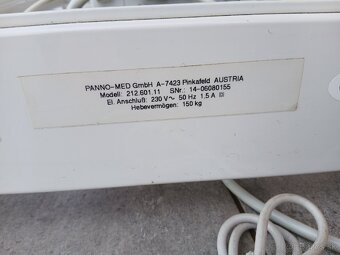 PANNO-MED GmbH A-7423 Pinkafeld AUSTRIA
Modell: 212.601.11 SNr.: 14-06080155
El. Anschluß: 230 V~ 50 Hz 1.5 A
Hebevermögen: 150 kg